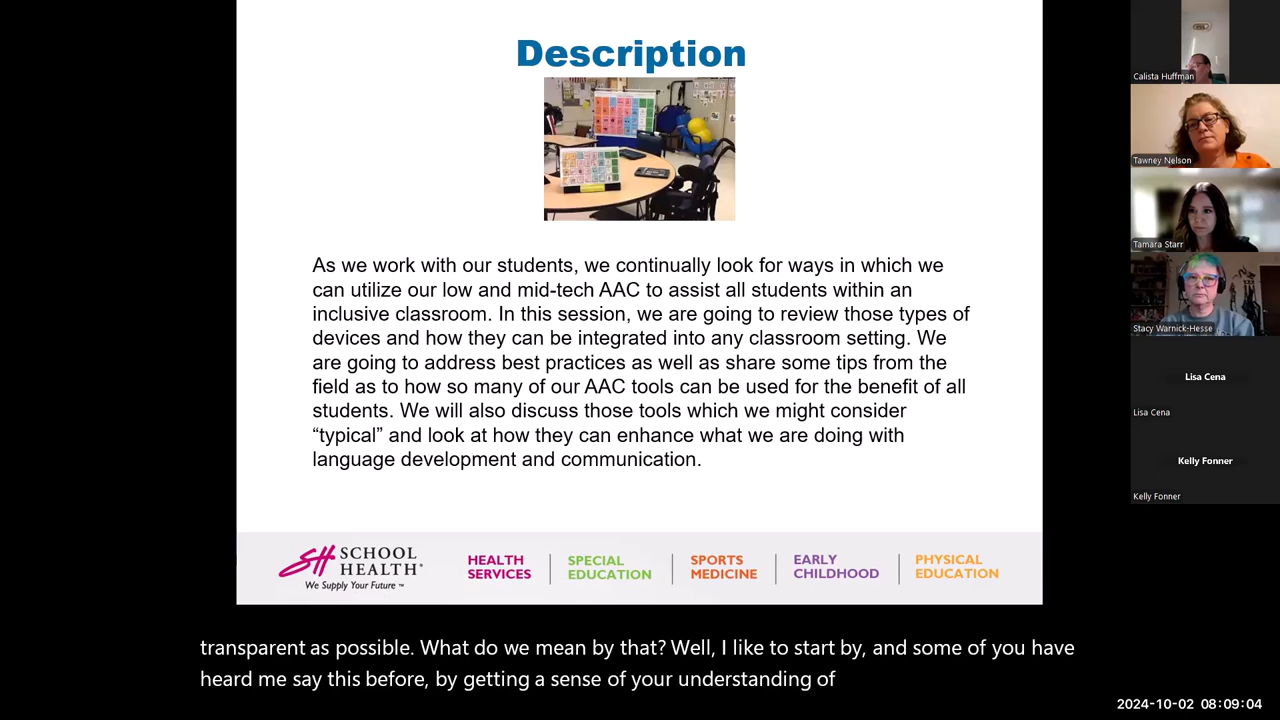 Description
As we work with our students, we continually look for ways in which we
can utilize our low and mid-tech AAC to assist all students within an
inclusive classroom. In this session, we are going to review those types of
devices and how they can be integrated into any classroom setting. We
are going to address best practices as well as share some tips from the
field as to how so many of our AAC tools can be used for the benefit of all
students. We will also discuss those tools which we might consider
“typical” and look at how they can enhance what we are doing with
language development and communication.
SH SCHOOL HEALTH®
We Supply Your Future ™
HEALTH SERVICES
SPECIAL EDUCATION
SPORTS MEDICINE
EARLY CHILDHOOD
PHYSICAL EDUCATION
transparent as possible. What do we mean by that? Well, I like to start by, and some of you have
heard me say this before, by getting a sense of your understanding of
Calista Huffman
Tawney Nelson
Tamara Starr
Stacy Warnick-Hesse
Lisa Cena
Lisa Cena
Kelly Fonner
Kelly Fonner
2024-10-02 08:09:04